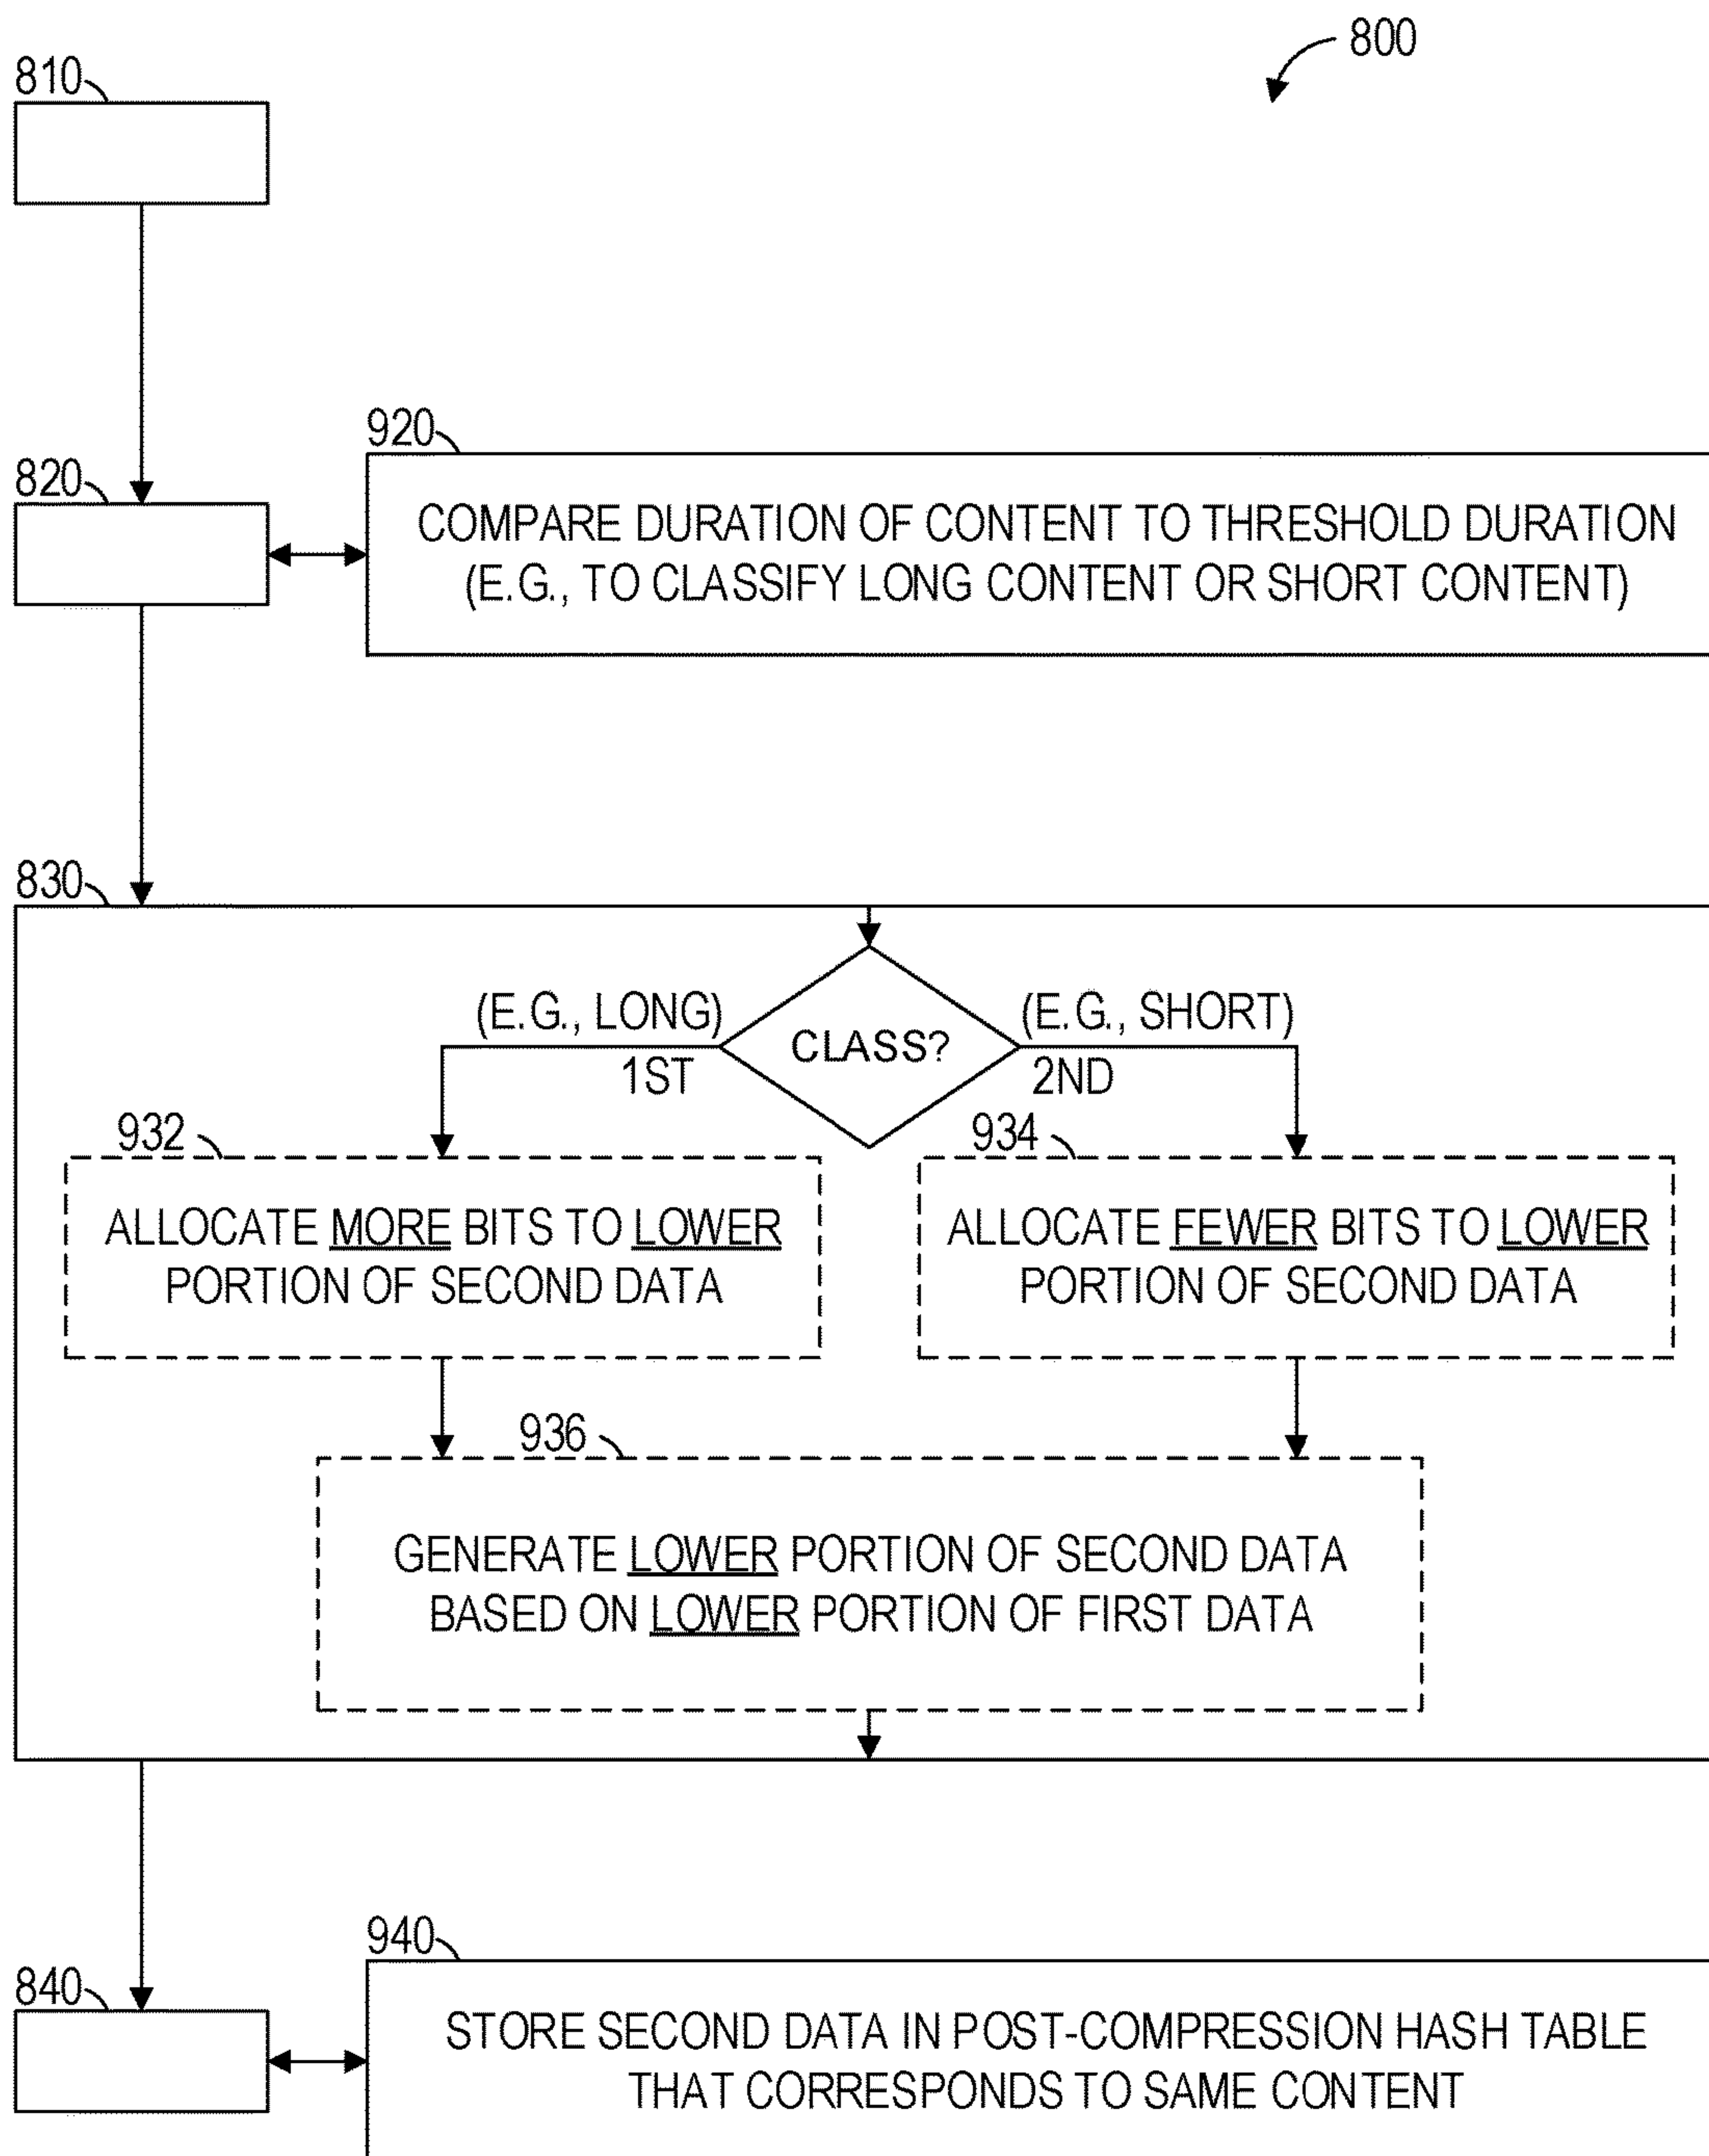 800
810
920
820
COMPARE DURATION OF CONTENT TO THRESHOLD DURATION
(E.G., TO CLASSIFY LONG CONTENT OR SHORT CONTENT)
830
(E.G., LONG)
(E.G., SHORT)
CLASS?
1ST
2ND
932
934
ALLOCATE MORE BITS TO LOWER
PORTION OF SECOND DATA
ALLOCATE FEWER BITS TO LOWER
PORTION OF SECOND DATA
936
GENERATE LOWER PORTION OF SECOND DATA
BASED ON LOWER PORTION OF FIRST DATA
940
840
STORE SECOND DATA IN POST-COMPRESSION HASH TABLE
THAT CORRESPONDS TO SAME CONTENT